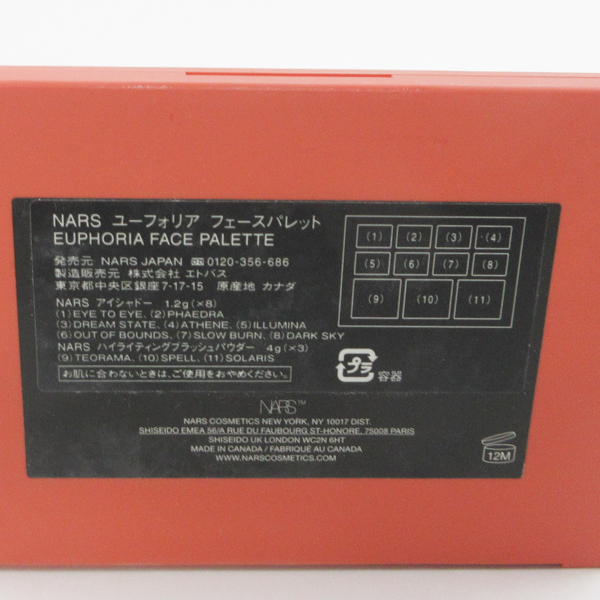 NARS ユーフォリア フェースパレット
EUPHORIA FACE PALETTE
発売元 NARS JAPAN 0120-356-686
製造販売元 株式会社 エトバス
東京都中央区銀座7-17-15 原産地 カナダ
NARS アイシャドー 1.2g(×8)
(1)EYE TO EYE, (2)PHAEDRA
(3)DREAM STATE, (4)ATHENE, (5)ILLUMINA
(6)OUT OF BOUNDS, (7)SLOW BURN, (8)DARK SKY
NARS ハイライティングブラッシュパウダー 4g(×3)
(9)TEORAMA, (10)SPELL, (11)SOLARIS
お肌に合わないときは、ご使用をおやめください。
(1) (2) (3) (4)
(5) (6) (7) (8)
(9) (10) (11)
プラ 容器
NARS™
NARS COSMETICS NEW YORK, NY 10017 DIST.
SHISEIDO EMEA 56/A RUE DU FAUBOURG ST-HONORE, 75008 PARIS
SHISEIDO UK LONDON WC2N 6HT
MADE IN CANADA / FABRIQUÉ AU CANADA
WWW.NARSCOSMETICS.COM
12M